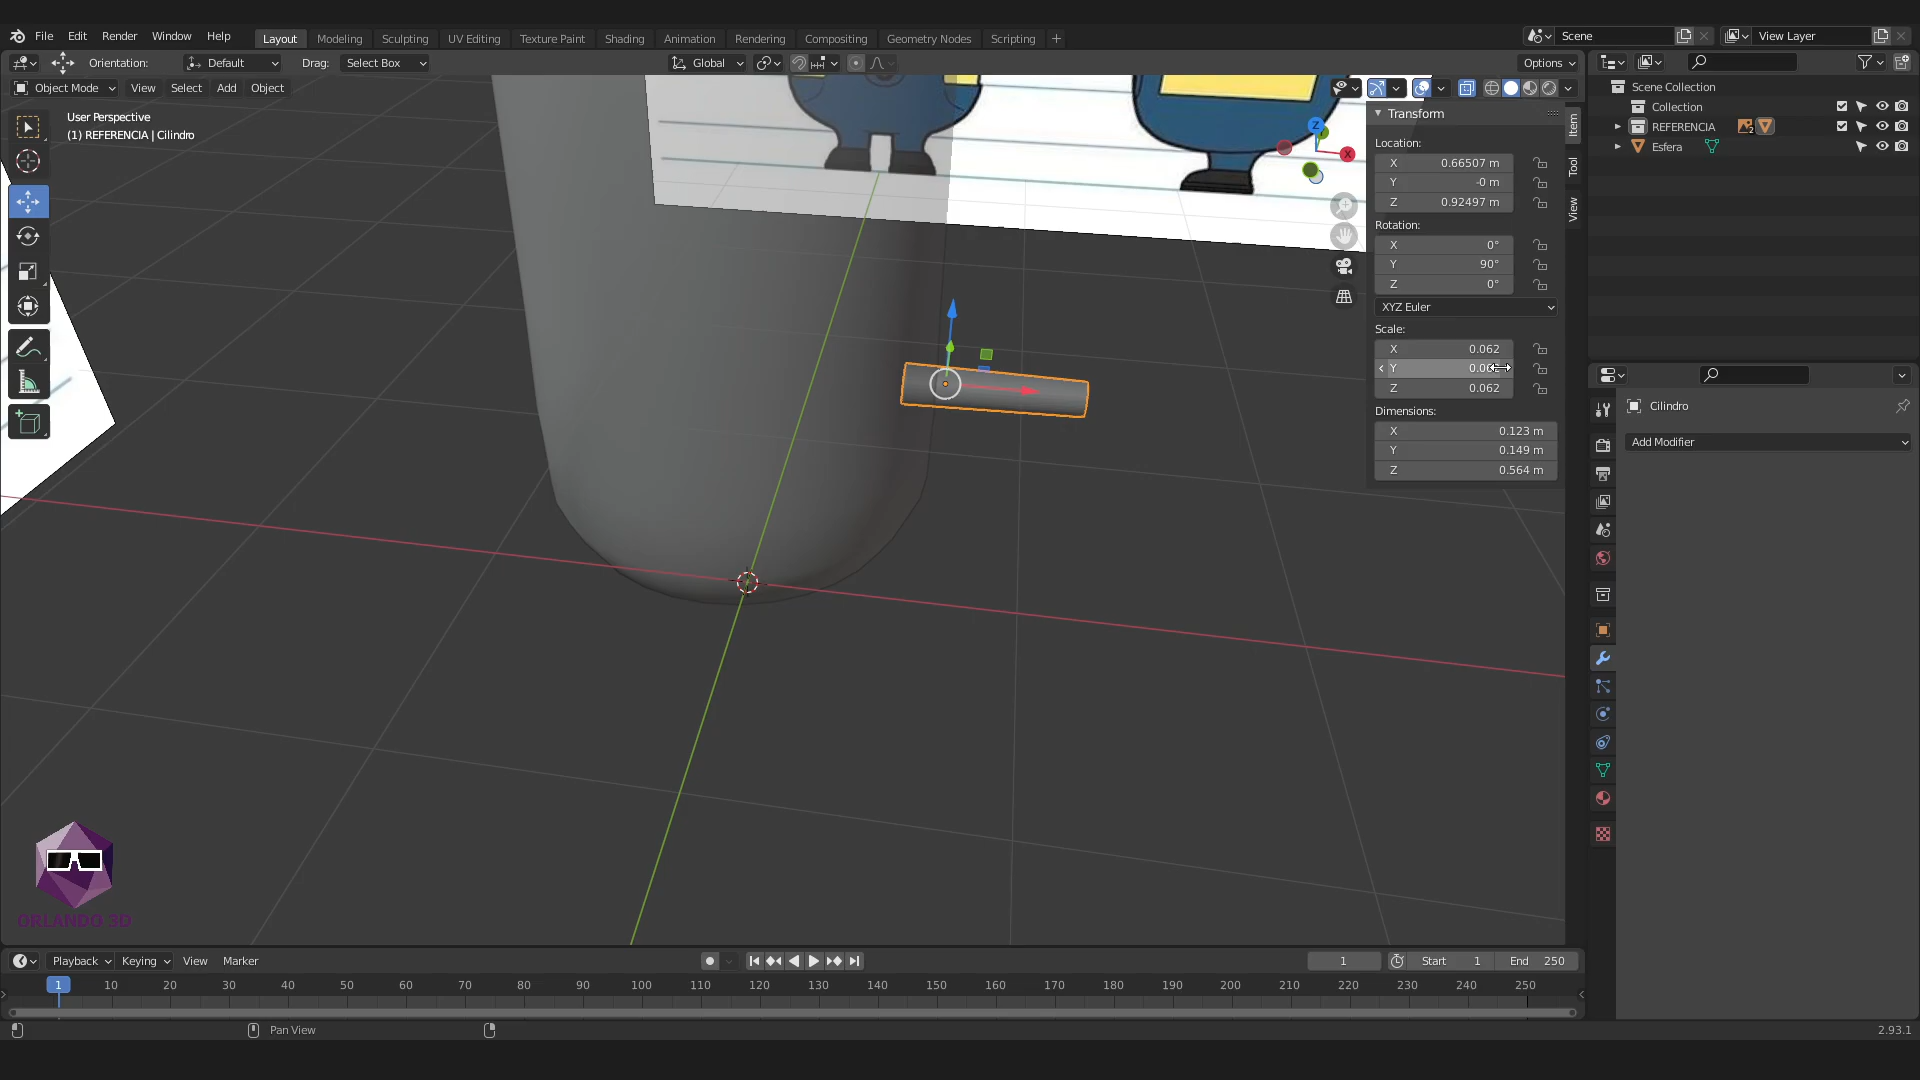 File Edit Render Window Help
Layout Modeling Sculpting UV Editing Texture Paint Shading Animation Rendering Compositing Geometry Nodes Scripting +
Scene
View Layer
Orientation: Default Drag: Select Box
Global
Options
Object Mode View Select Add Object
User Perspective
(1) REFERENCIA | Cilindro
Z
X
Transform
Location:
X 0.66507 m
Y -0 m
Z 0.92497 m
Rotation:
X 0°
Y 90°
Z 0°
XYZ Euler
Scale:
X 0.062
Y
Z 0.062
Dimensions:
X 0.123 m
Y 0.149 m
Z 0.564 m
Item
Tool
View
Scene Collection
Collection
REFERENCIA 2
Esfera
Cilindro
Add Modifier
ORLANDO 3D
Playback Keying View Marker
1 Start 1 End 250
1 10 20 30 40 50 60 70 80 90 100 110 120 130 140 150 160 170 180 190 200 210 220 230 240 250
Pan View
2.93.1